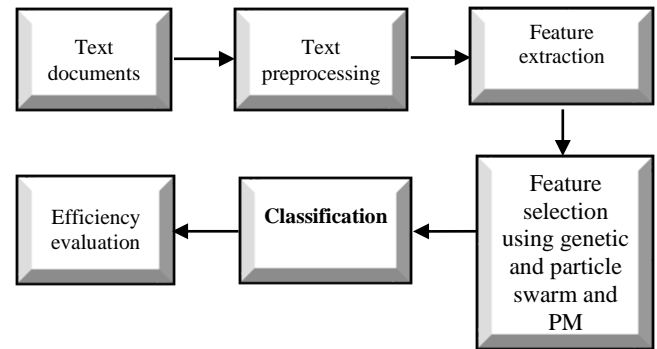 Text
documents
Text
preprocessing
Feature
extraction
Feature
selection
using genetic
and particle
swarm and
PM
Classification
Efficiency
evaluation